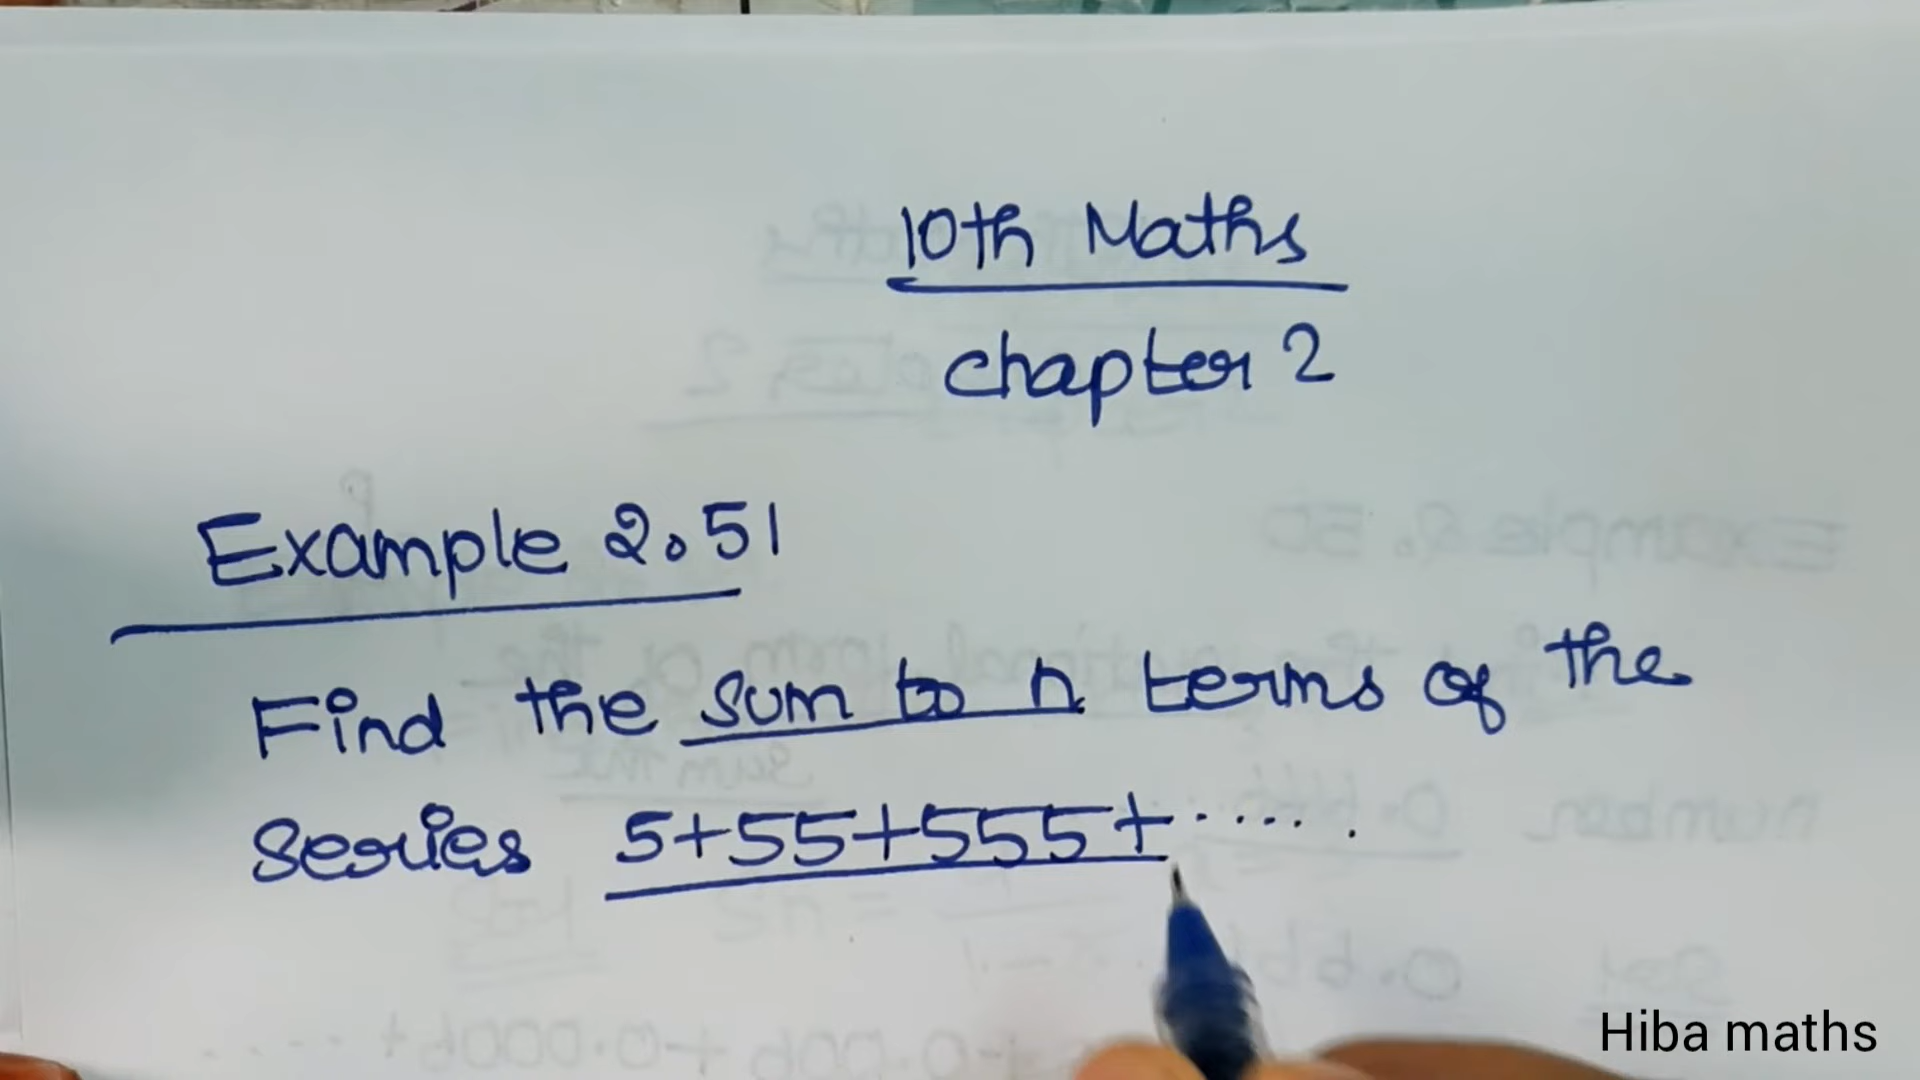 10th Maths
chapter 2
Example 2.51
Find the sum to n terms of the
series 5+55+555+......
Hiba maths